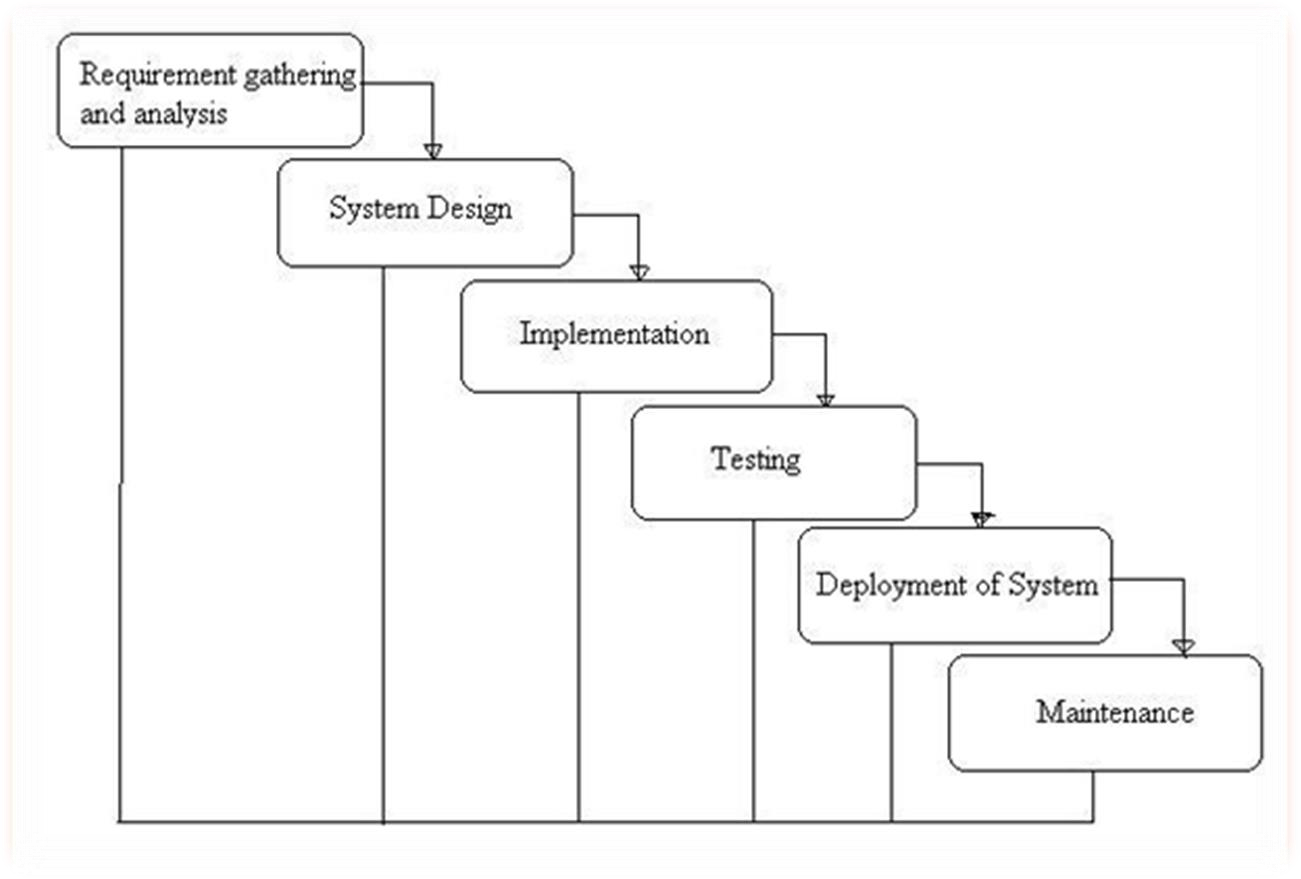 Requirement gathering
and analysis
System Design
Implementation
Testing
Deployment of System
Maintenance